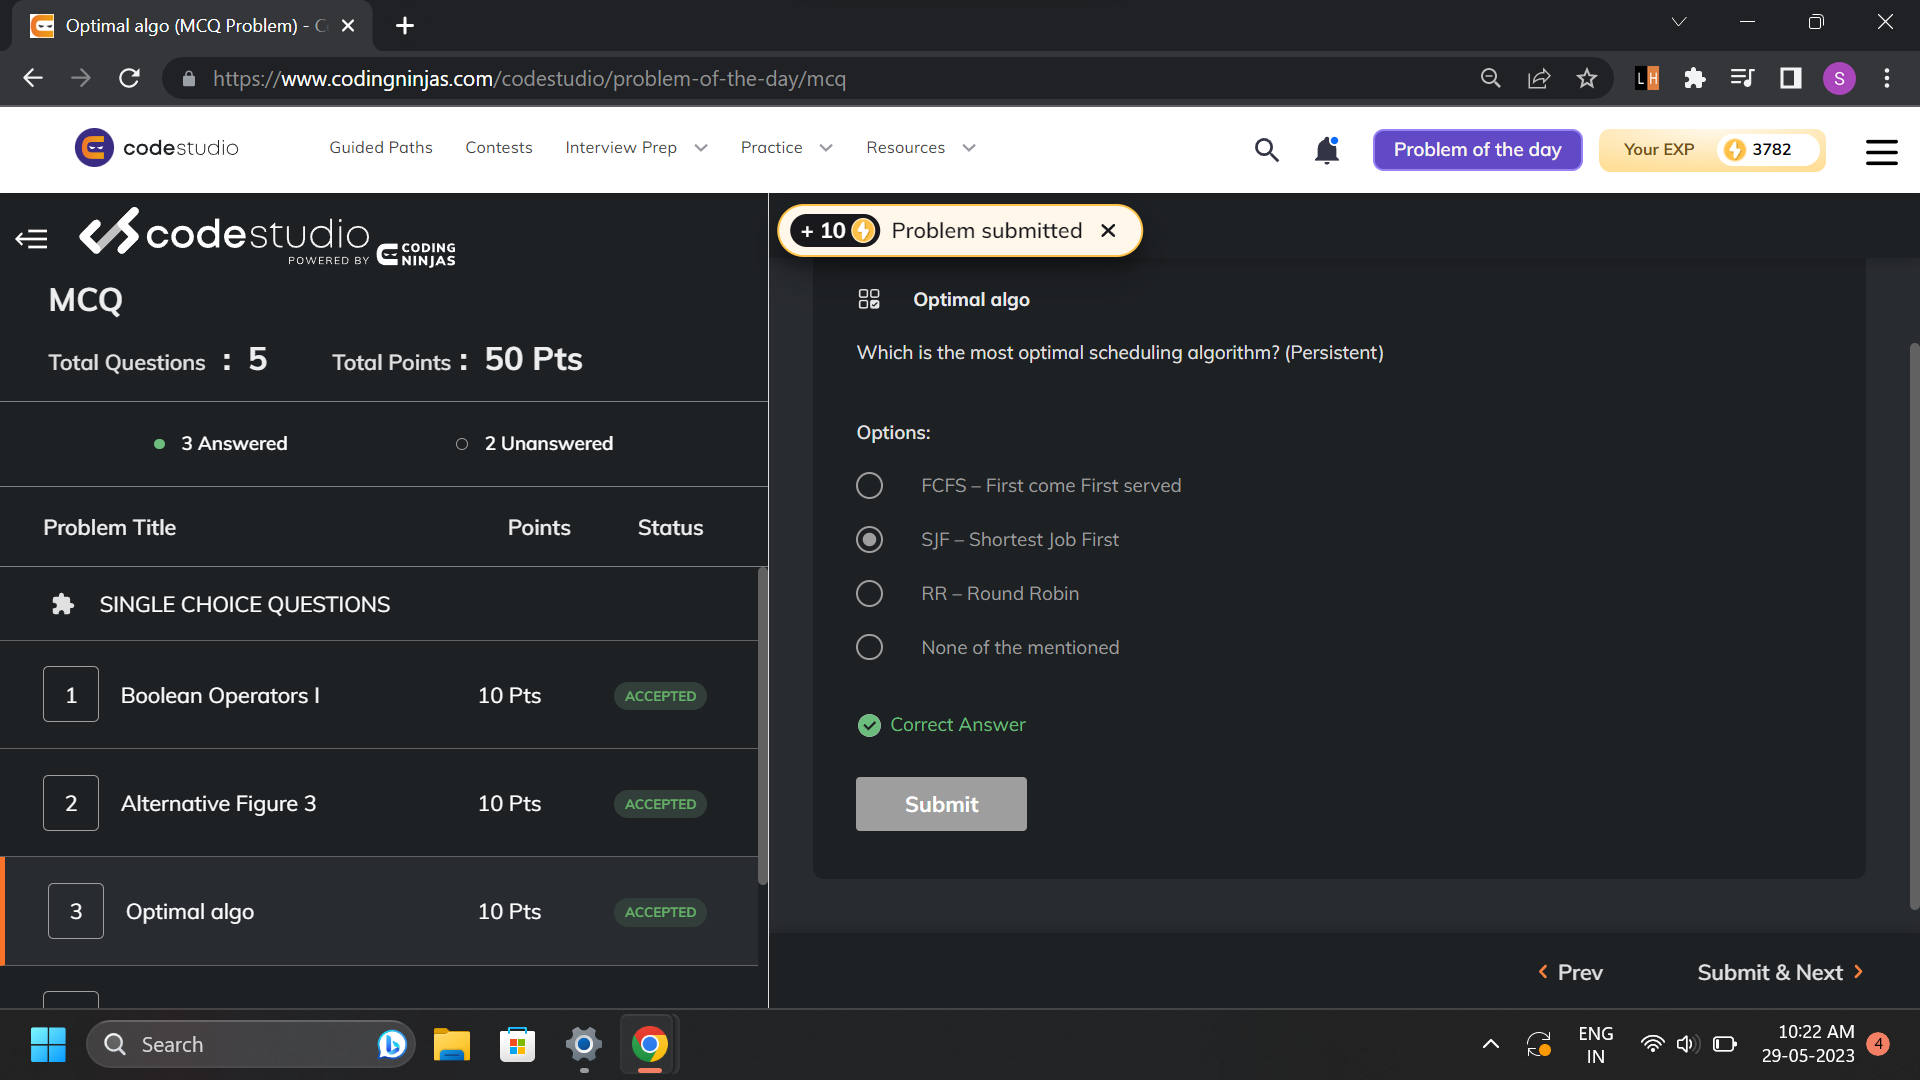 Optimal algo (MCQ Problem) - C
https://www.codingninjas.com/codestudio/problem-of-the-day/mcq
L H
S
codestudio
Guided Paths
Contests
Interview Prep
Practice
Resources
Problem of the day
Your EXP
3782
codestudio
POWERED BY CODING NINJAS
+ 10
Problem submitted
MCQ
Total Questions : 5
Total Points : 50 Pts
3 Answered
2 Unanswered
Problem Title
Points
Status
SINGLE CHOICE QUESTIONS
1
Boolean Operators I
10 Pts
ACCEPTED
2
Alternative Figure 3
10 Pts
ACCEPTED
3
Optimal algo
10 Pts
ACCEPTED
Optimal algo
Which is the most optimal scheduling algorithm? (Persistent)
Options:
FCFS – First come First served
SJF – Shortest Job First
RR – Round Robin
None of the mentioned
Correct Answer
Submit
Prev
Submit & Next
Search
ENG
IN
10:22 AM
29-05-2023
4